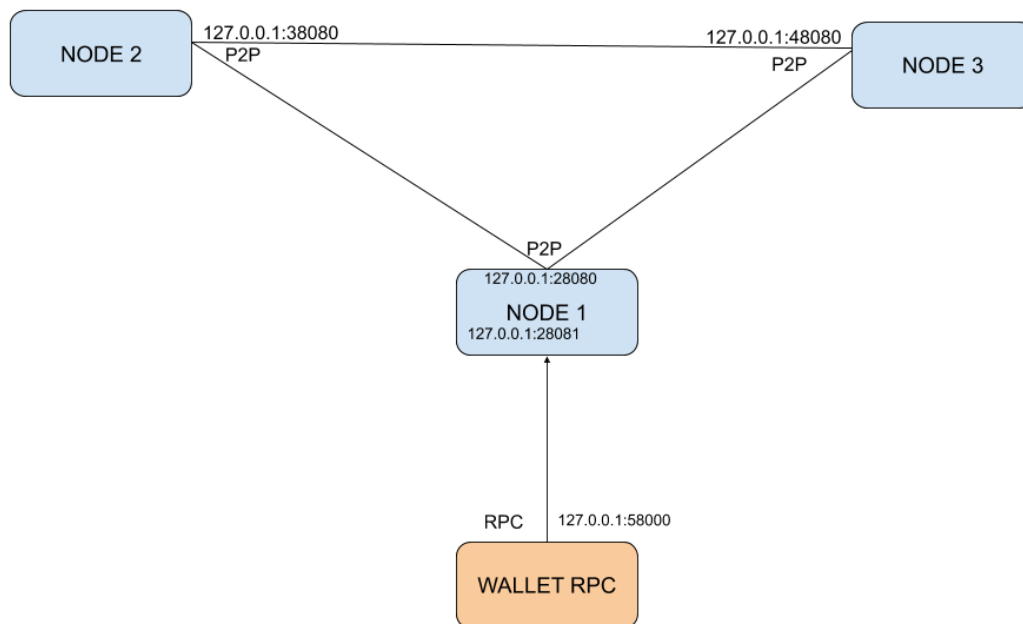 127.0.0.1:38080
NODE 2
P2P
127.0.0.1:48080
P2P
NODE 3
P2P
127.0.0.1:28080
NODE 1
127.0.0.1:28081
RPC
127.0.0.1:58000
WALLET RPC